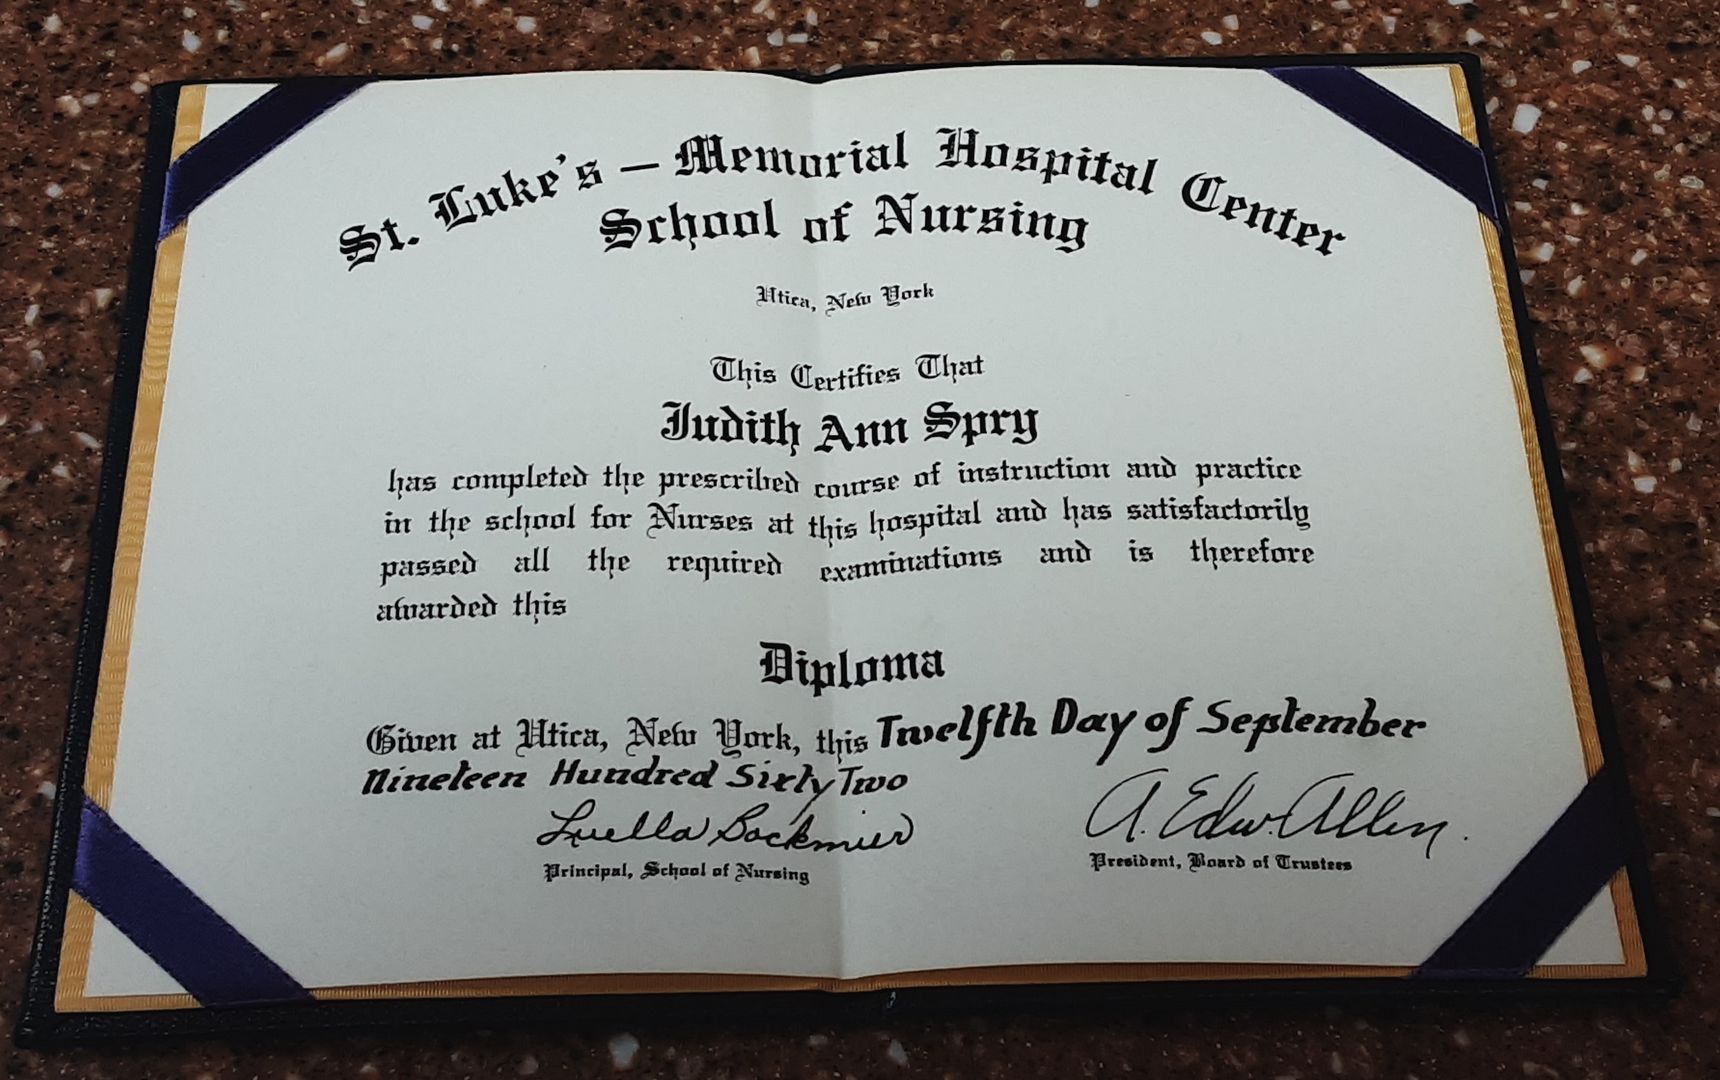 St. Luke's – Memorial Hospital Center
School of Nursing
Utica, New York
This Certifies That
Judith Ann Spry
has completed the prescribed course of instruction and practice
in the school for Nurses at this hospital and has satisfactorily
passed all the required examinations and is therefore
awarded this
Diploma
Given at Utica, New York, this Twelfth Day of September
Nineteen Hundred Sixty Two
Luella Bockmier A. Edw. Allen.
Principal, School of Nursing President, Board of Trustees